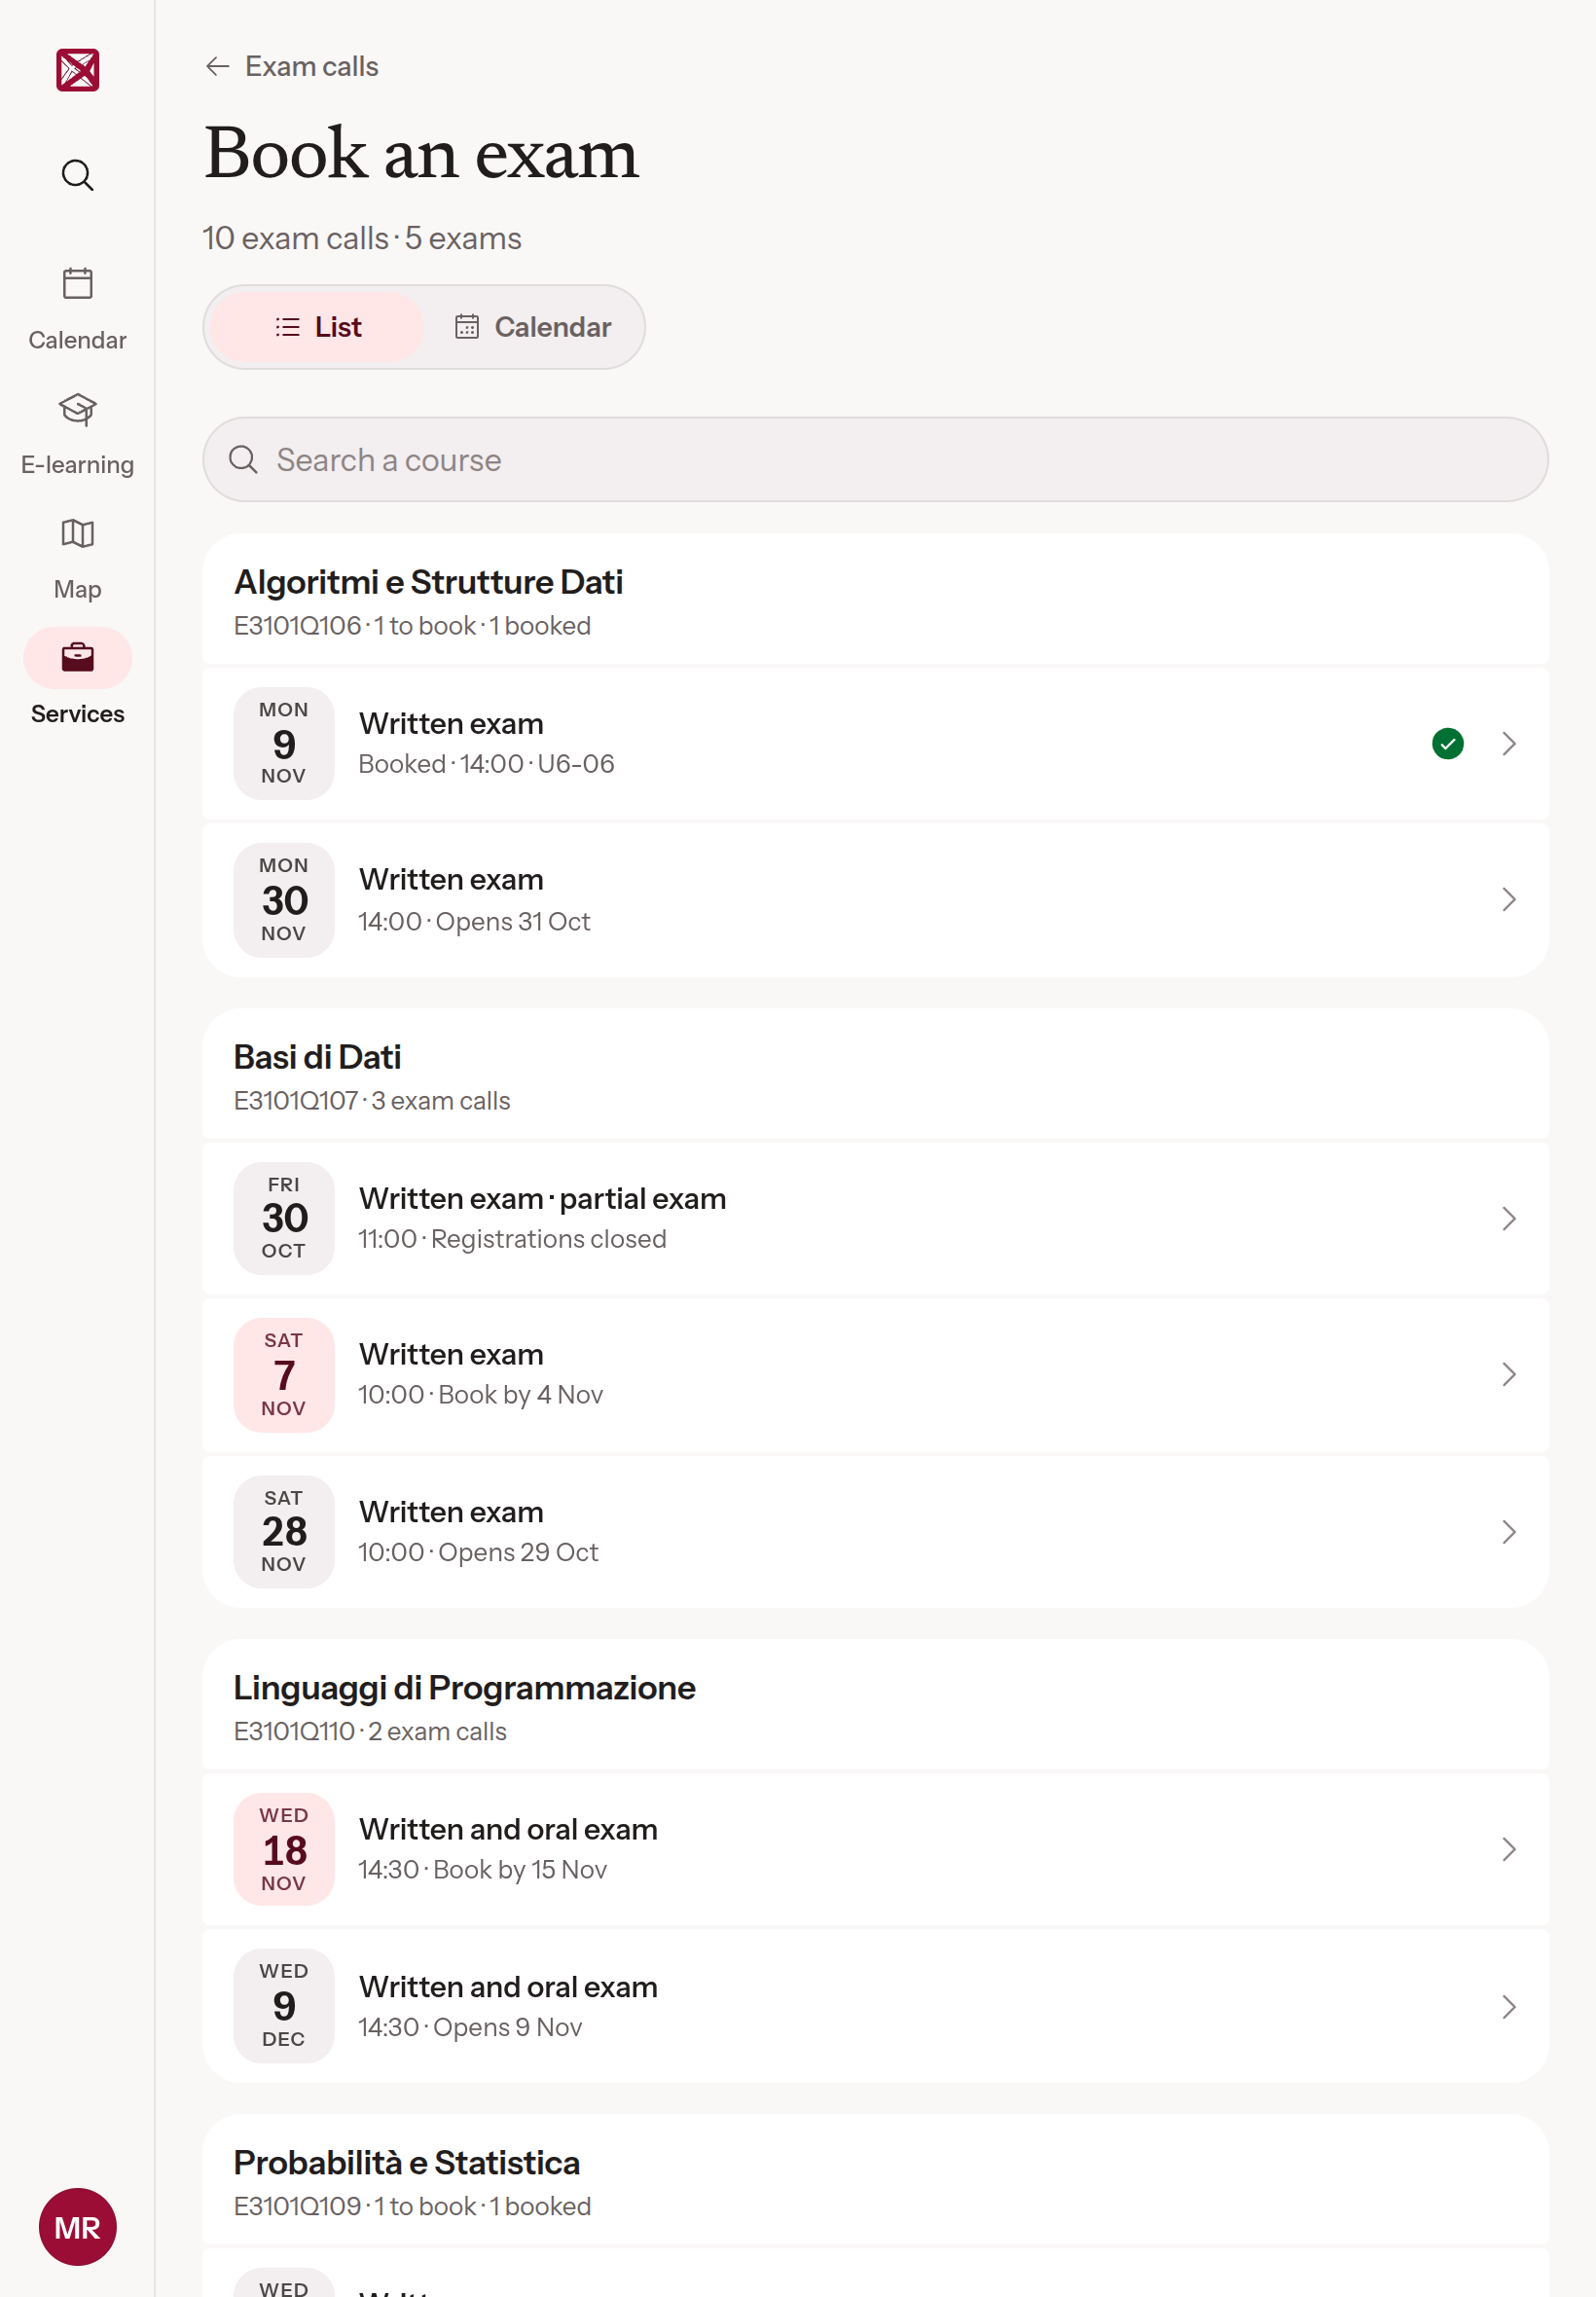 Exam calls
Book an exam
10 exam calls · 5 exams
List
Calendar
Search a course
Calendar
E-learning
Map
Services
Algoritmi e Strutture Dati
E3101Q106 · 1 to book · 1 booked
MON
9
NOV
Written exam
Booked · 14:00 · U6-06
MON
30
NOV
Written exam
14:00 · Opens 31 Oct
Basi di Dati
E3101Q107 · 3 exam calls
FRI
30
OCT
Written exam · partial exam
11:00 · Registrations closed
SAT
7
NOV
Written exam
10:00 · Book by 4 Nov
SAT
28
NOV
Written exam
10:00 · Opens 29 Oct
Linguaggi di Programmazione
E3101Q110 · 2 exam calls
WED
18
NOV
Written and oral exam
14:30 · Book by 15 Nov
WED
9
DEC
Written and oral exam
14:30 · Opens 9 Nov
Probabilità e Statistica
E3101Q109 · 1 to book · 1 booked
WED
MR